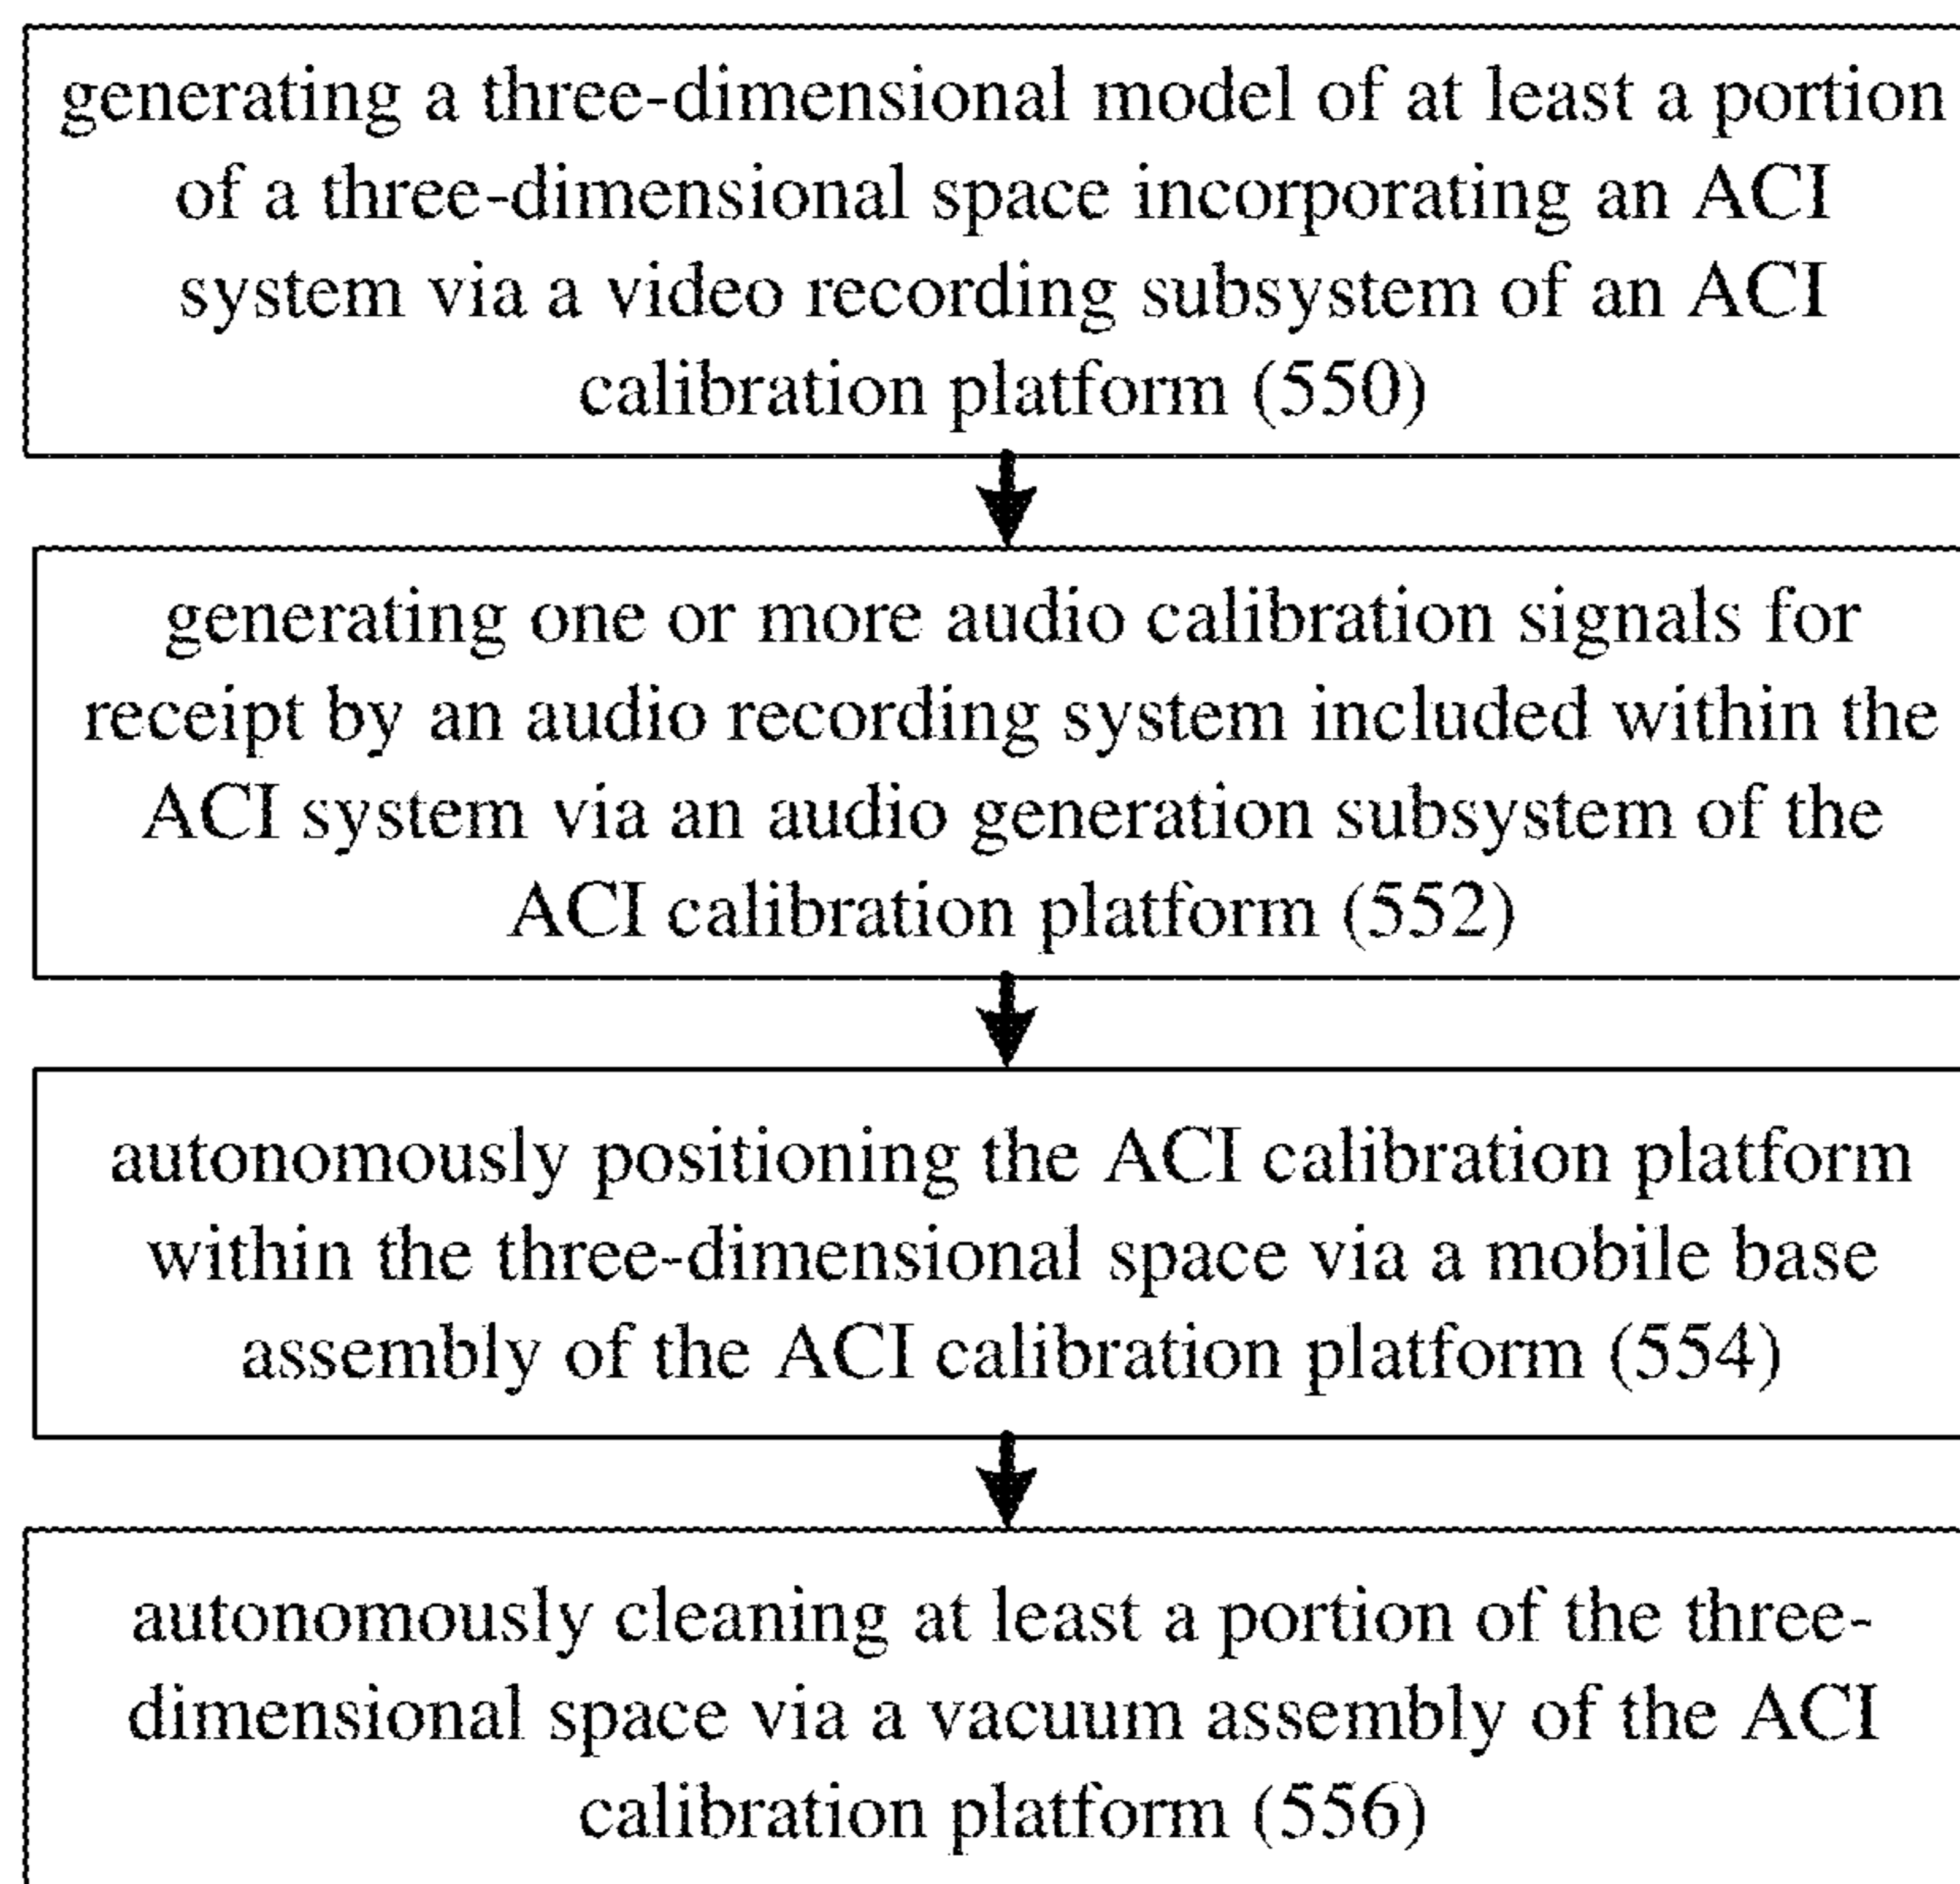 generating a three-dimensional model of at least a portion
of a three-dimensional space incorporating an ACI
system via a video recording subsystem of an ACI
calibration platform (550)
generating one or more audio calibration signals for
receipt by an audio recording system included within the
ACI system via an audio generation subsystem of the
ACI calibration platform (552)
autonomously positioning the ACI calibration platform
within the three-dimensional space via a mobile base
assembly of the ACI calibration platform (554)
autonomously cleaning at least a portion of the three-
dimensional space via a vacuum assembly of the ACI
calibration platform (556)